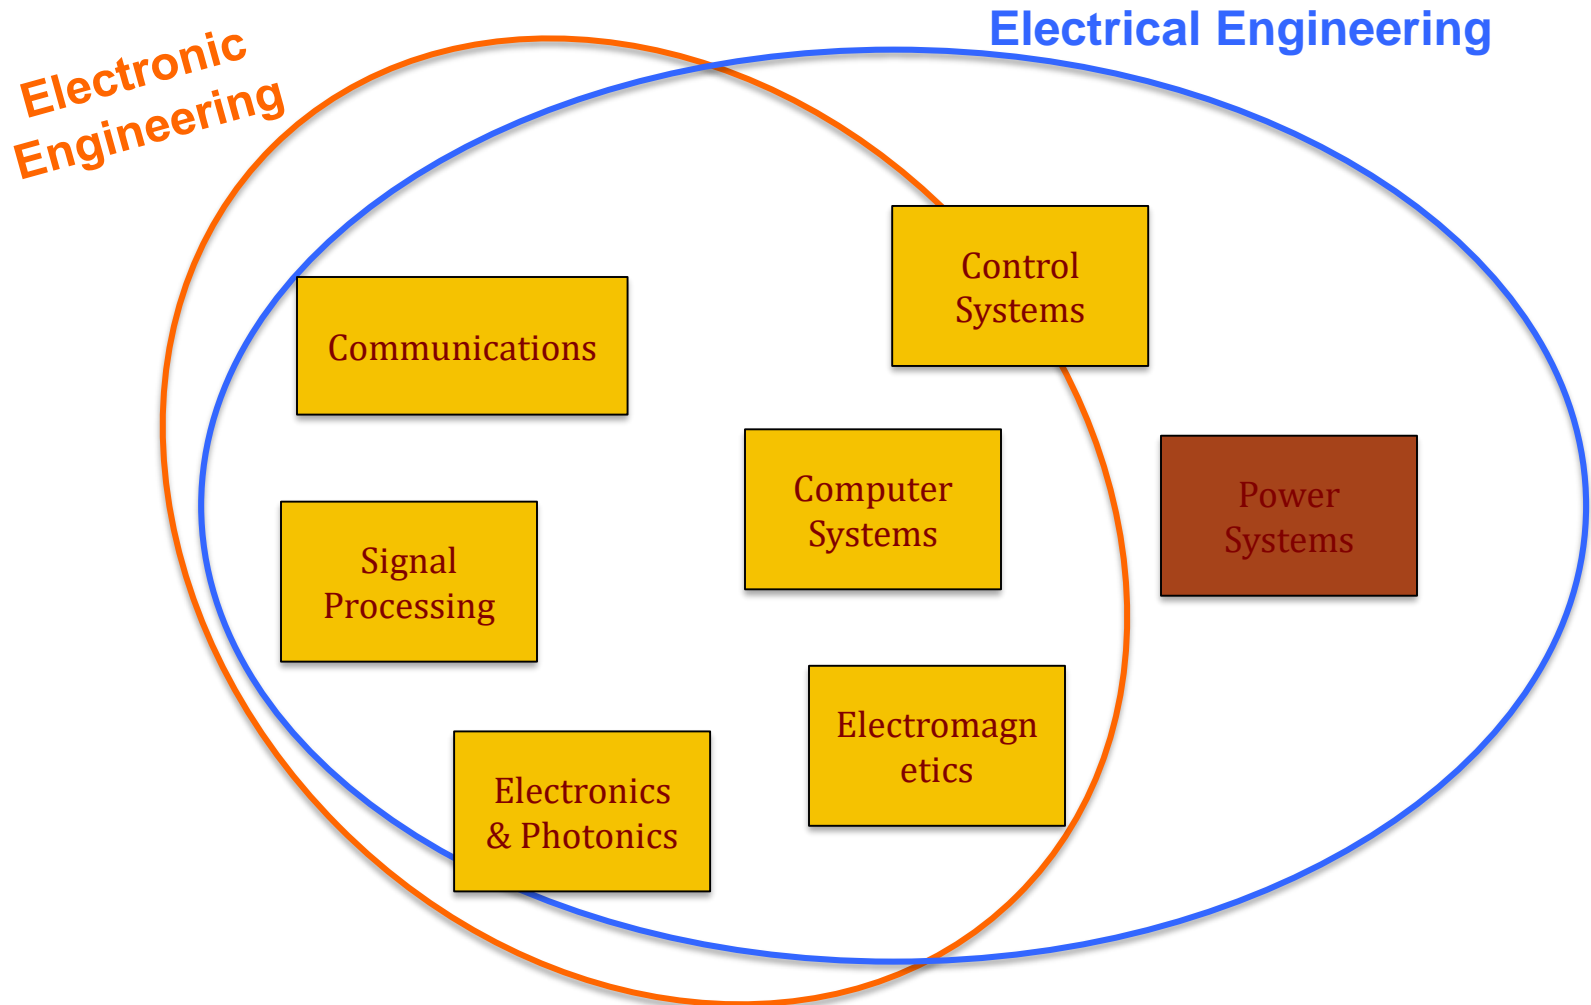 Electrical Engineering
Electronic
Engineering
Control
Systems
Communications
Computer
Systems
Power
Systems
Signal
Processing
Electromagn
etics
Electronics
& Photonics